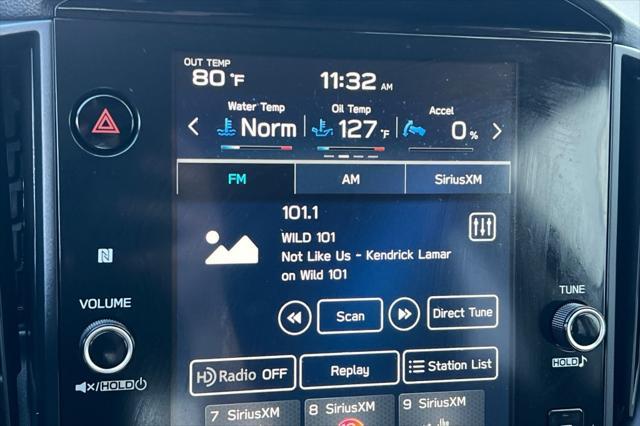 OUT TEMP
80 °F
11:32 AM
Water Temp
Oil Temp
Accel
Norm
127 °F
0 %
FM
AM
SiriusXM
101.1
WILD 101
Not Like Us - Kendrick Lamar
on Wild 101
N
VOLUME
TUNE
Scan
Direct Tune
HOLD
HOLD
HD Radio OFF
Replay
Station List
7 SiriusXM
8 SiriusXM
9 SiriusXM